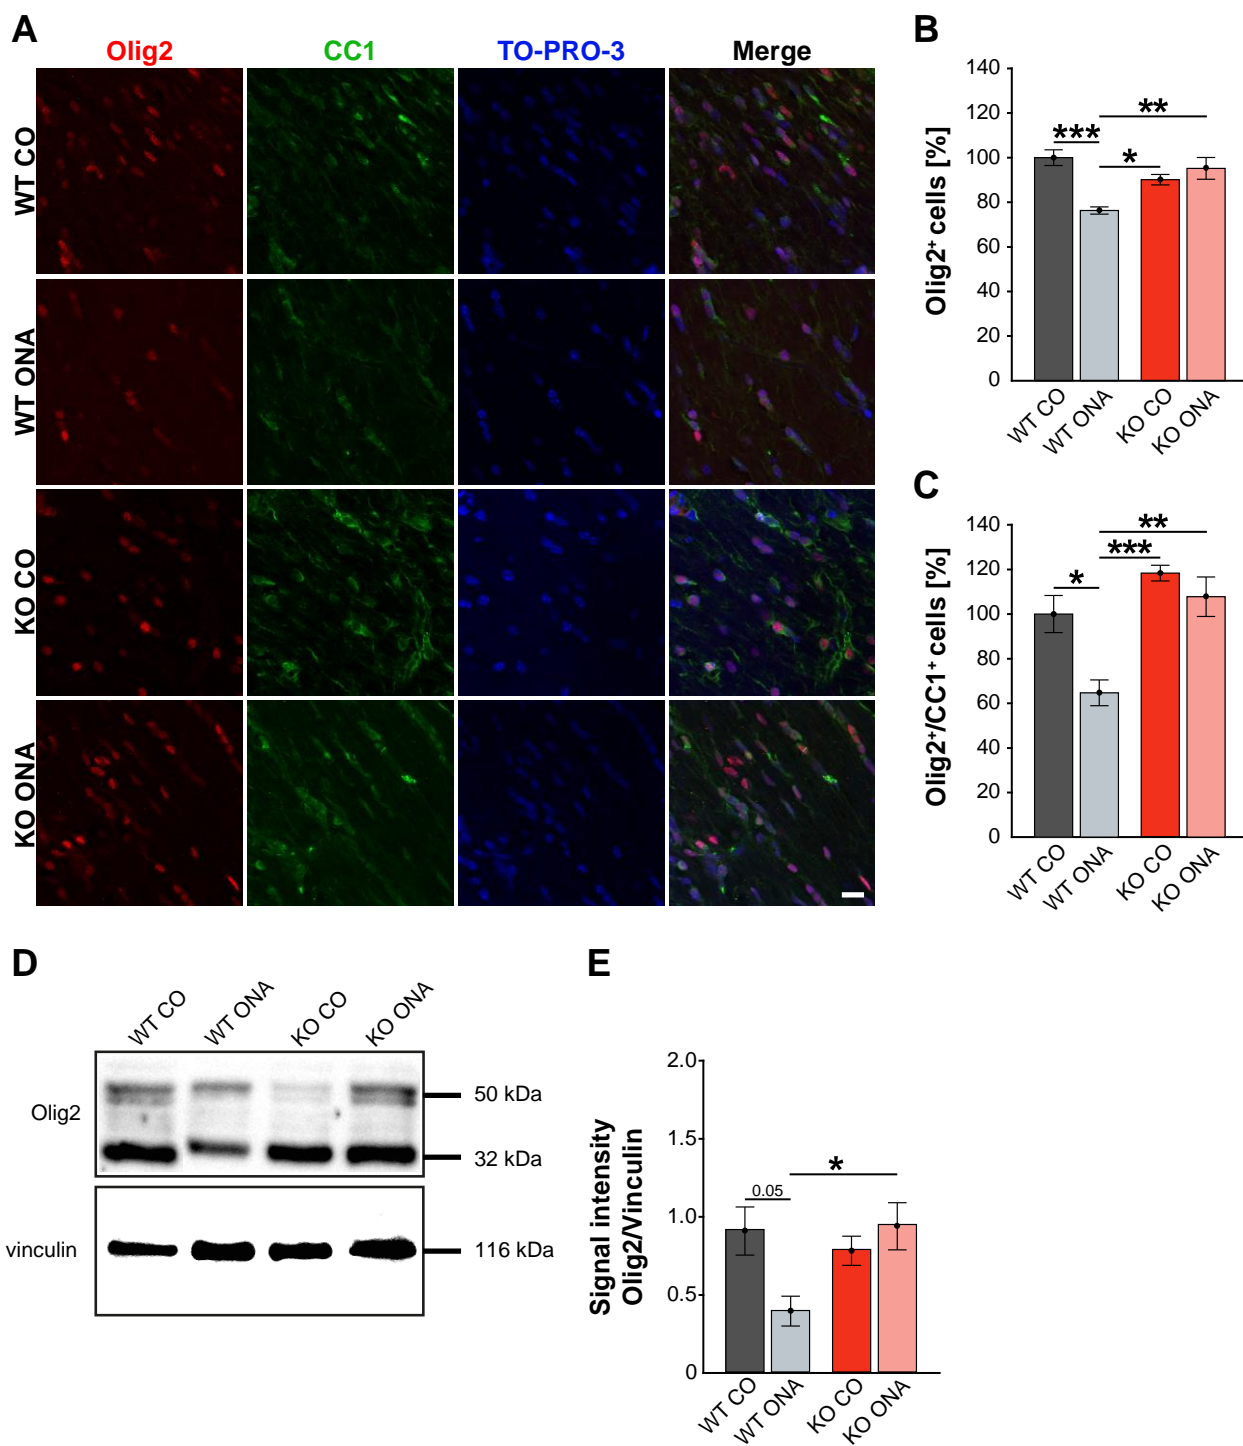 A
Olig2 CC1 TO-PRO-3 Merge
WT CO
WT ONA
KO CO
KO ONA
B
Olig2⁺ cells [%]
140
120
100
80
60
40
20
0
*** * **
WT CO WT ONA KO CO KO ONA
C
Olig2⁺/CC1⁺ cells [%]
140
120
100
80
60
40
20
0
* *** **
WT CO WT ONA KO CO KO ONA
D
WT CO WT ONA KO CO KO ONA
Olig2
50 kDa
32 kDa
vinculin
116 kDa
E
Signal intensity
Olig2/Vinculin
2.0
1.5
1.0
0.5
0
0.05 *
WT CO WT ONA KO CO KO ONA